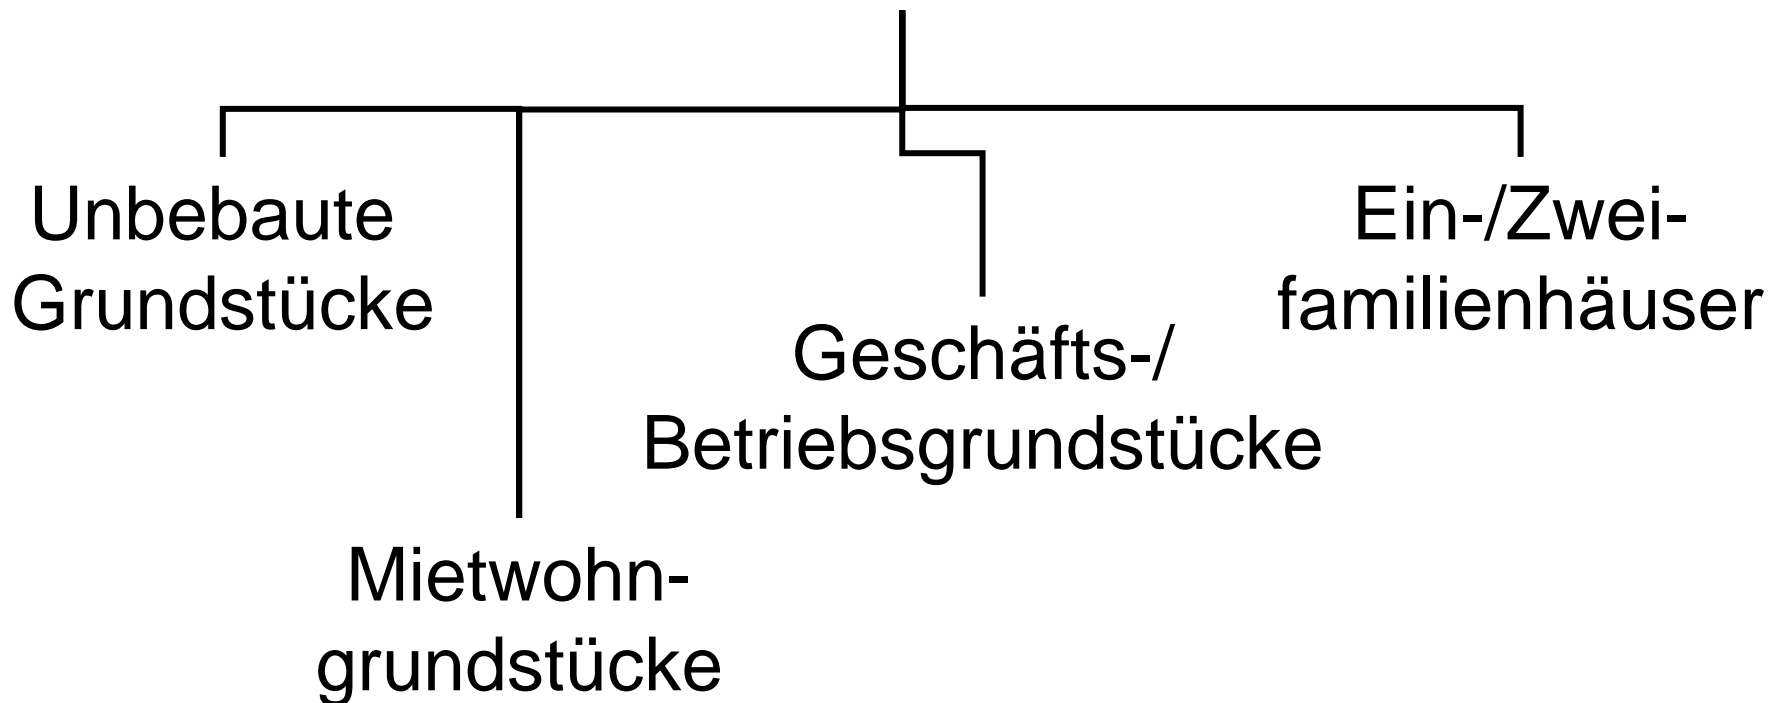 Unbebaute
Grundstücke
Mietwohn-
grundstücke
Geschäfts-/
Betriebsgrundstücke
Ein-/Zwei-
familienhäuser